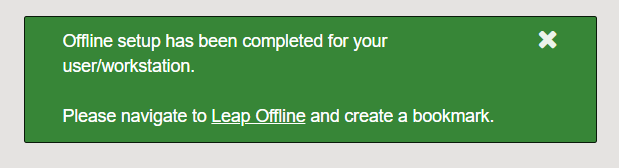 Offline setup has been completed for your
user/workstation.
Please navigate to Leap Offline and create a bookmark.